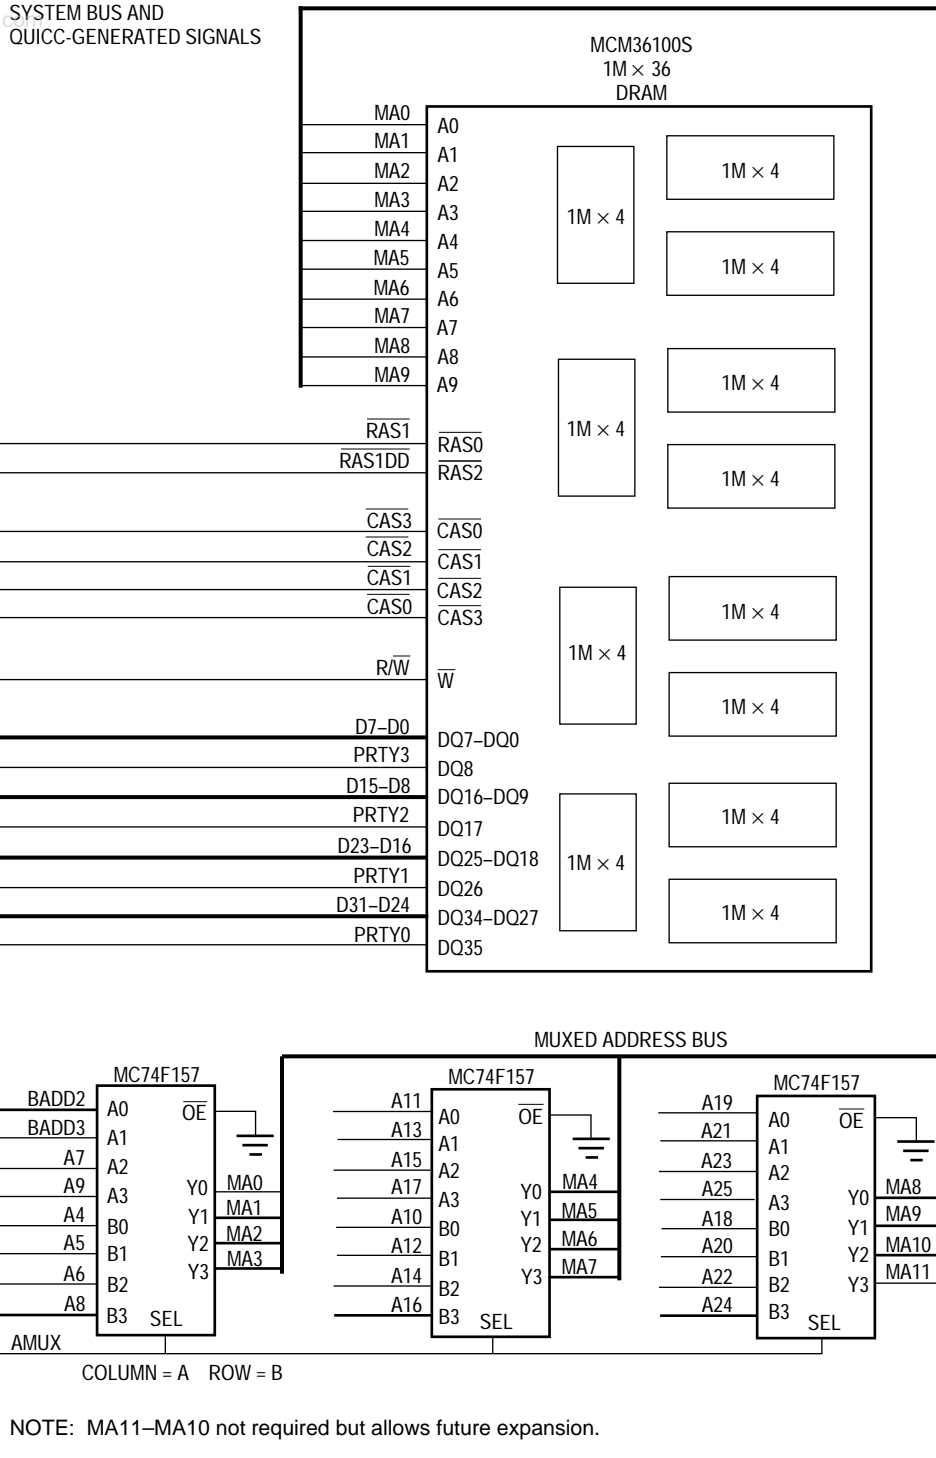 .com
SYSTEM BUS AND
QUICC-GENERATED SIGNALS
MCM36100S
1M × 36
DRAM
MA0
MA1
MA2
MA3
MA4
MA5
MA6
MA7
MA8
MA9
RAS1
RAS1DD
CAS3
CAS2
CAS1
CAS0
R/W
D7–D0
PRTY3
D15–D8
PRTY2
D23–D16
PRTY1
D31–D24
PRTY0
A0
A1
A2
A3
A4
A5
A6
A7
A8
A9
RAS0
RAS2
CAS0
CAS1
CAS2
CAS3
W
DQ7–DQ0
DQ8
DQ16–DQ9
DQ17
DQ25–DQ18
DQ26
DQ34–DQ27
DQ35
1M × 4
1M × 4
1M × 4
1M × 4
1M × 4
1M × 4
1M × 4
1M × 4
1M × 4
1M × 4
1M × 4
1M × 4
MUXED ADDRESS BUS
MC74F157
BADD2
BADD3
A7
A9
A4
A5
A6
A8
A0
A1
A2
A3
B0
B1
B2
B3
OE
Y0
Y1
Y2
Y3
SEL
MA0
MA1
MA2
MA3
MC74F157
A11
A13
A15
A17
A10
A12
A14
A16
A0
A1
A2
A3
B0
B1
B2
B3
OE
Y0
Y1
Y2
Y3
SEL
MA4
MA5
MA6
MA7
MC74F157
A19
A21
A23
A25
A18
A20
A22
A24
A0
A1
A2
A3
B0
B1
B2
B3
OE
Y0
Y1
Y2
Y3
SEL
MA8
MA9
MA10
MA11
AMUX
COLUMN = A ROW = B
NOTE: MA11–MA10 not required but allows future expansion.